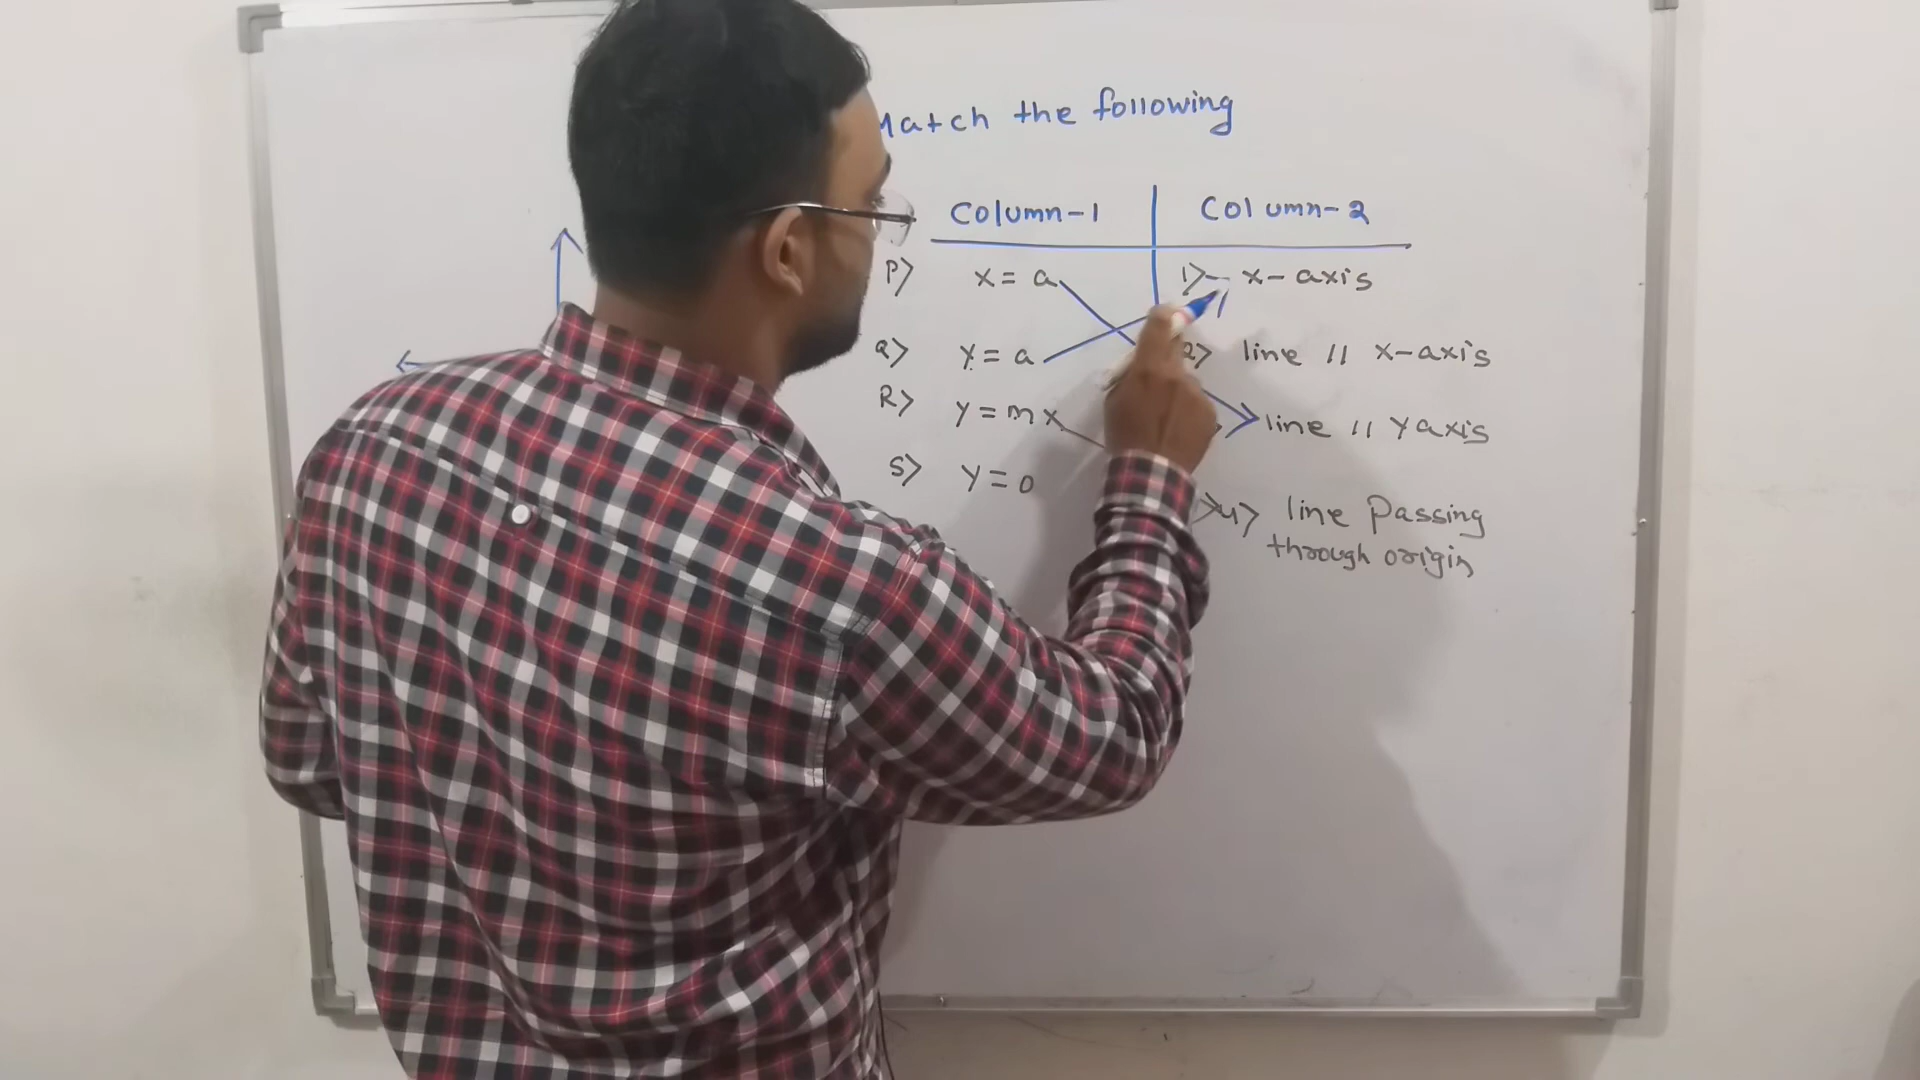 Match the following
Column-1 Column-2
P> x = a 1> x-axis
Q> y = a 2> line // x-axis
R> y = mx > line // y axis
S> y = 0 4> line Passing
through origin